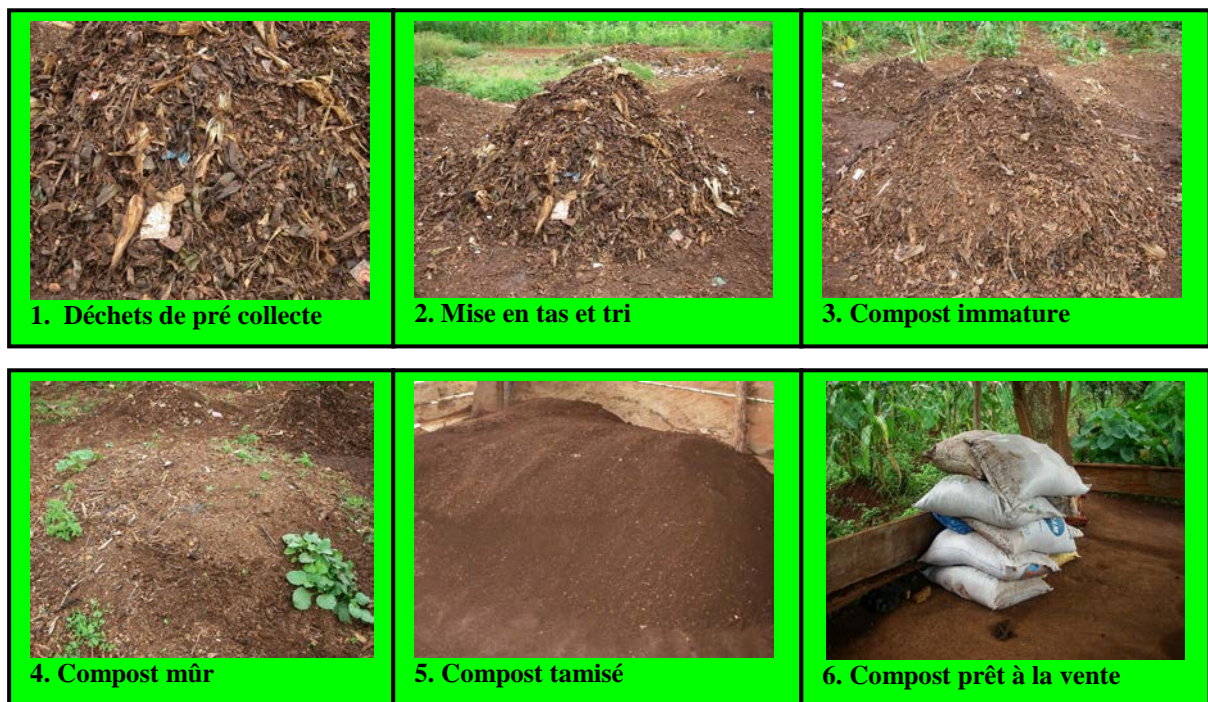 1. Déchets de pré collecte
2. Mise en tas et tri
3. Compost immature
4. Compost mûr
5. Compost tamisé
6. Compost prêt à la vente